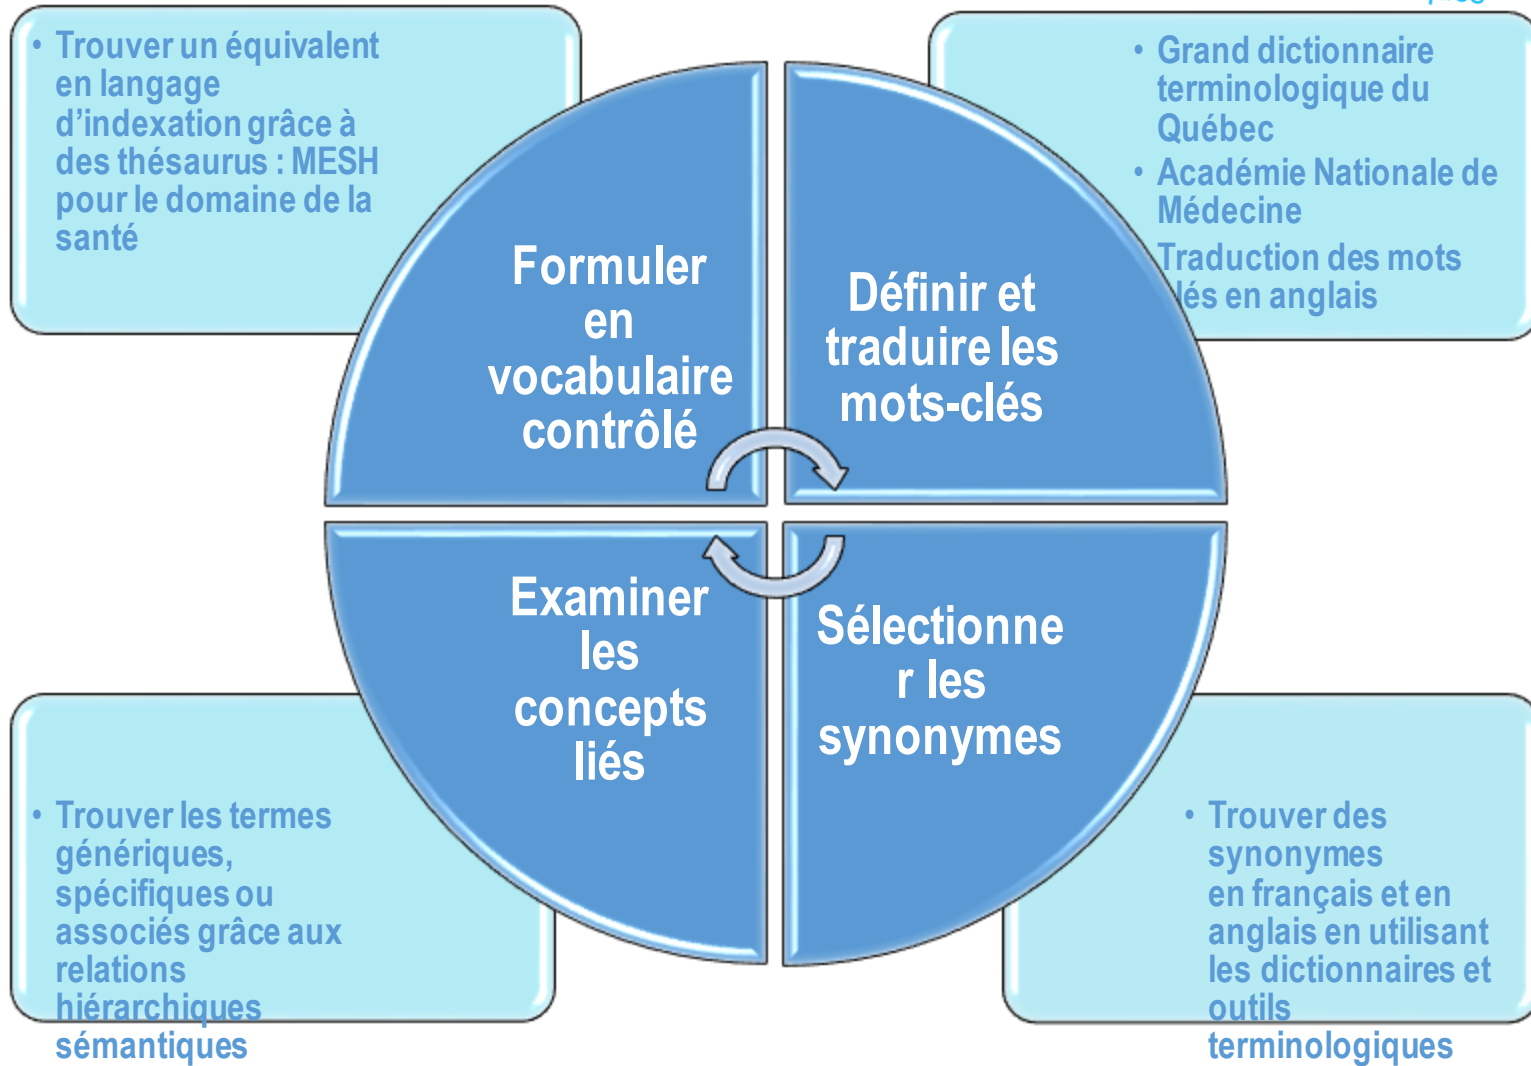 • Trouver un équivalent
en langage
d’indexation grâce à
des thésaurus : MESH
pour le domaine de la
santé
• Grand dictionnaire
terminologique du
Québec
• Académie Nationale de
Médecine
Traduction des mots
lés en anglais
Formuler
en
vocabulaire
contrôlé
Définir et
traduire les
mots-clés
Examiner
les
concepts
liés
Sélectionne
r les
synonymes
• Trouver les termes
génériques,
spécifiques ou
associés grâce aux
relations
hiérarchiques
sémantiques
• Trouver des
synonymes
en français et en
anglais en utilisant
les dictionnaires et
outils
terminologiques